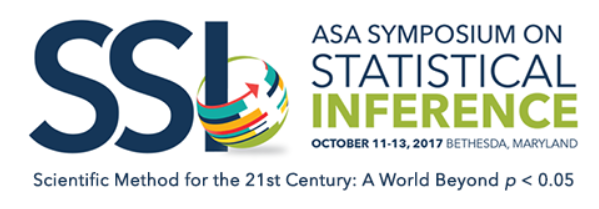 SSI
ASA SYMPOSIUM ON
STATISTICAL
INFERENCE
OCTOBER 11-13, 2017 BETHESDA, MARYLAND
Scientific Method for the 21st Century: A World Beyond p < 0.05